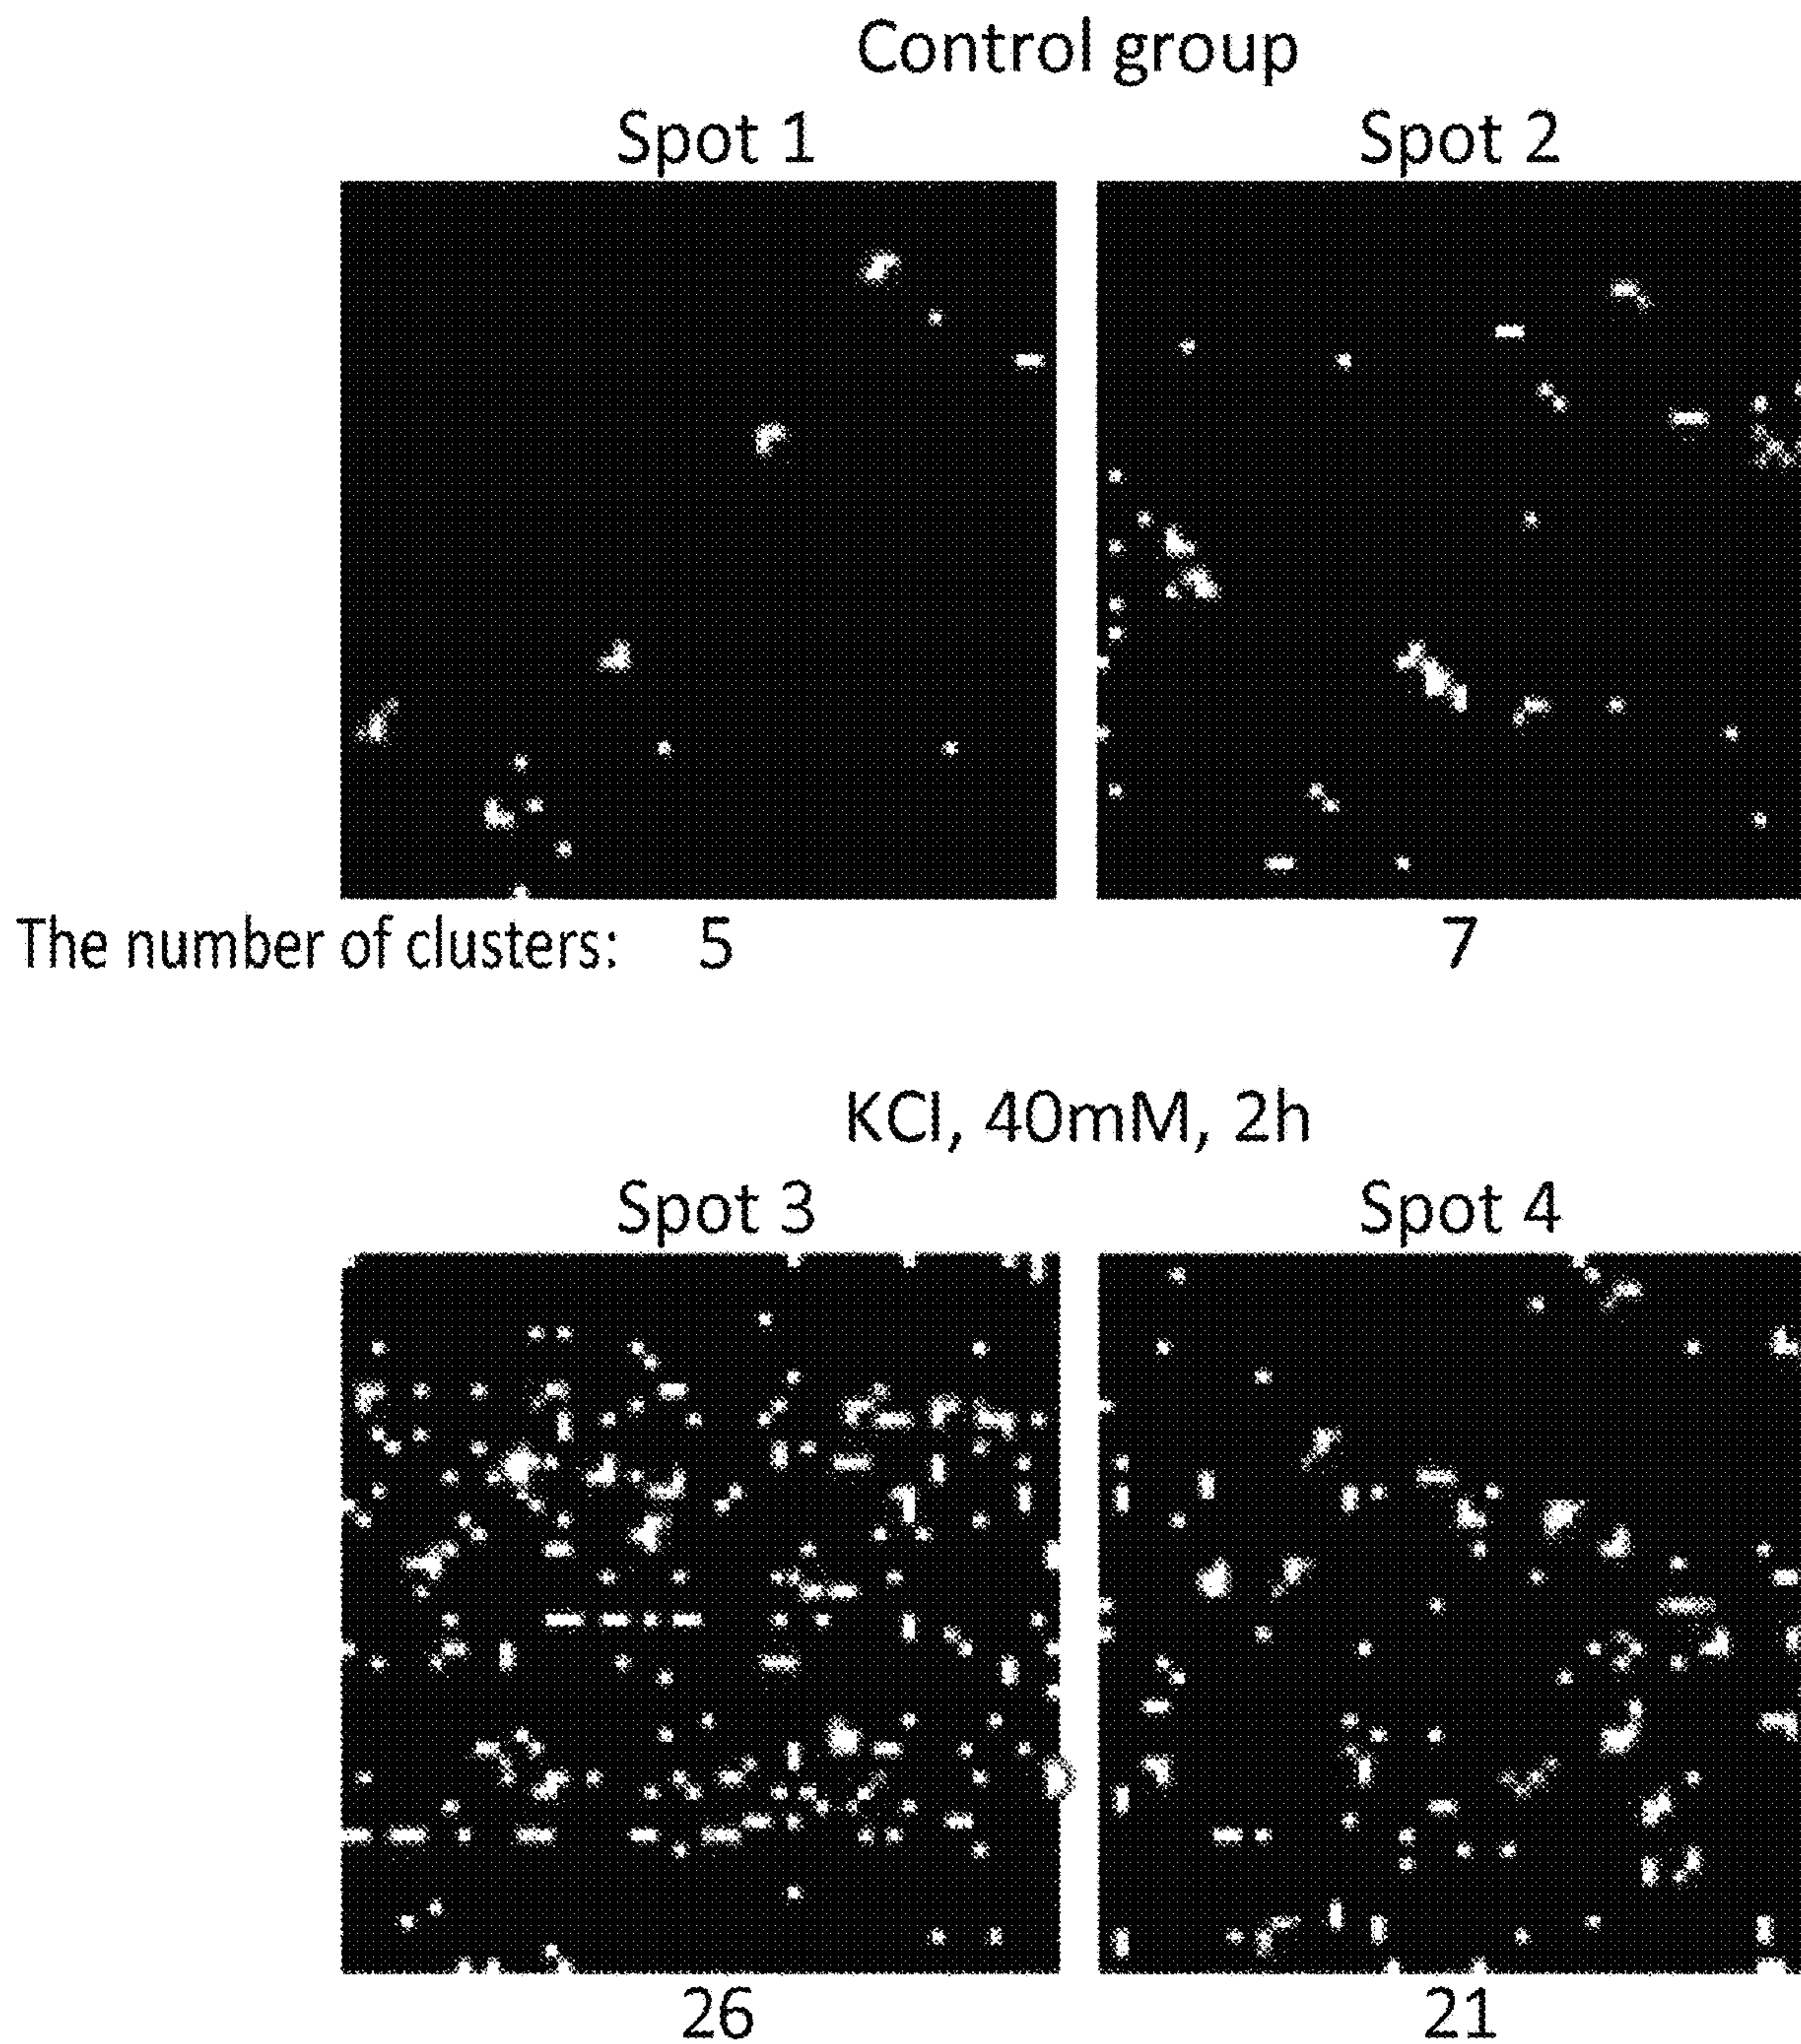 Control group
Spot 1 Spot 2
The number of clusters: 5 7
KCl, 40mM, 2h
Spot 3 Spot 4
26 21